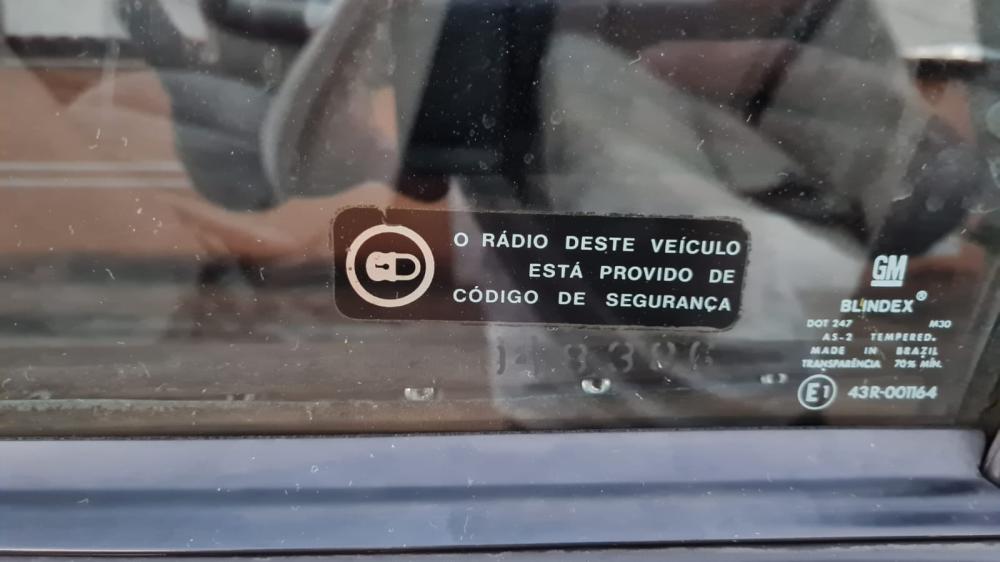 O RÁDIO DESTE VEÍCULO
ESTÁ PROVIDO DE
CÓDIGO DE SEGURANÇA
GM
BLINDEX®
DOT 247 M30
AS-2 TEMPERED.
MADE IN BRAZIL
TRANSPARÊNCIA 70% MÍN.
E1 43R-001164